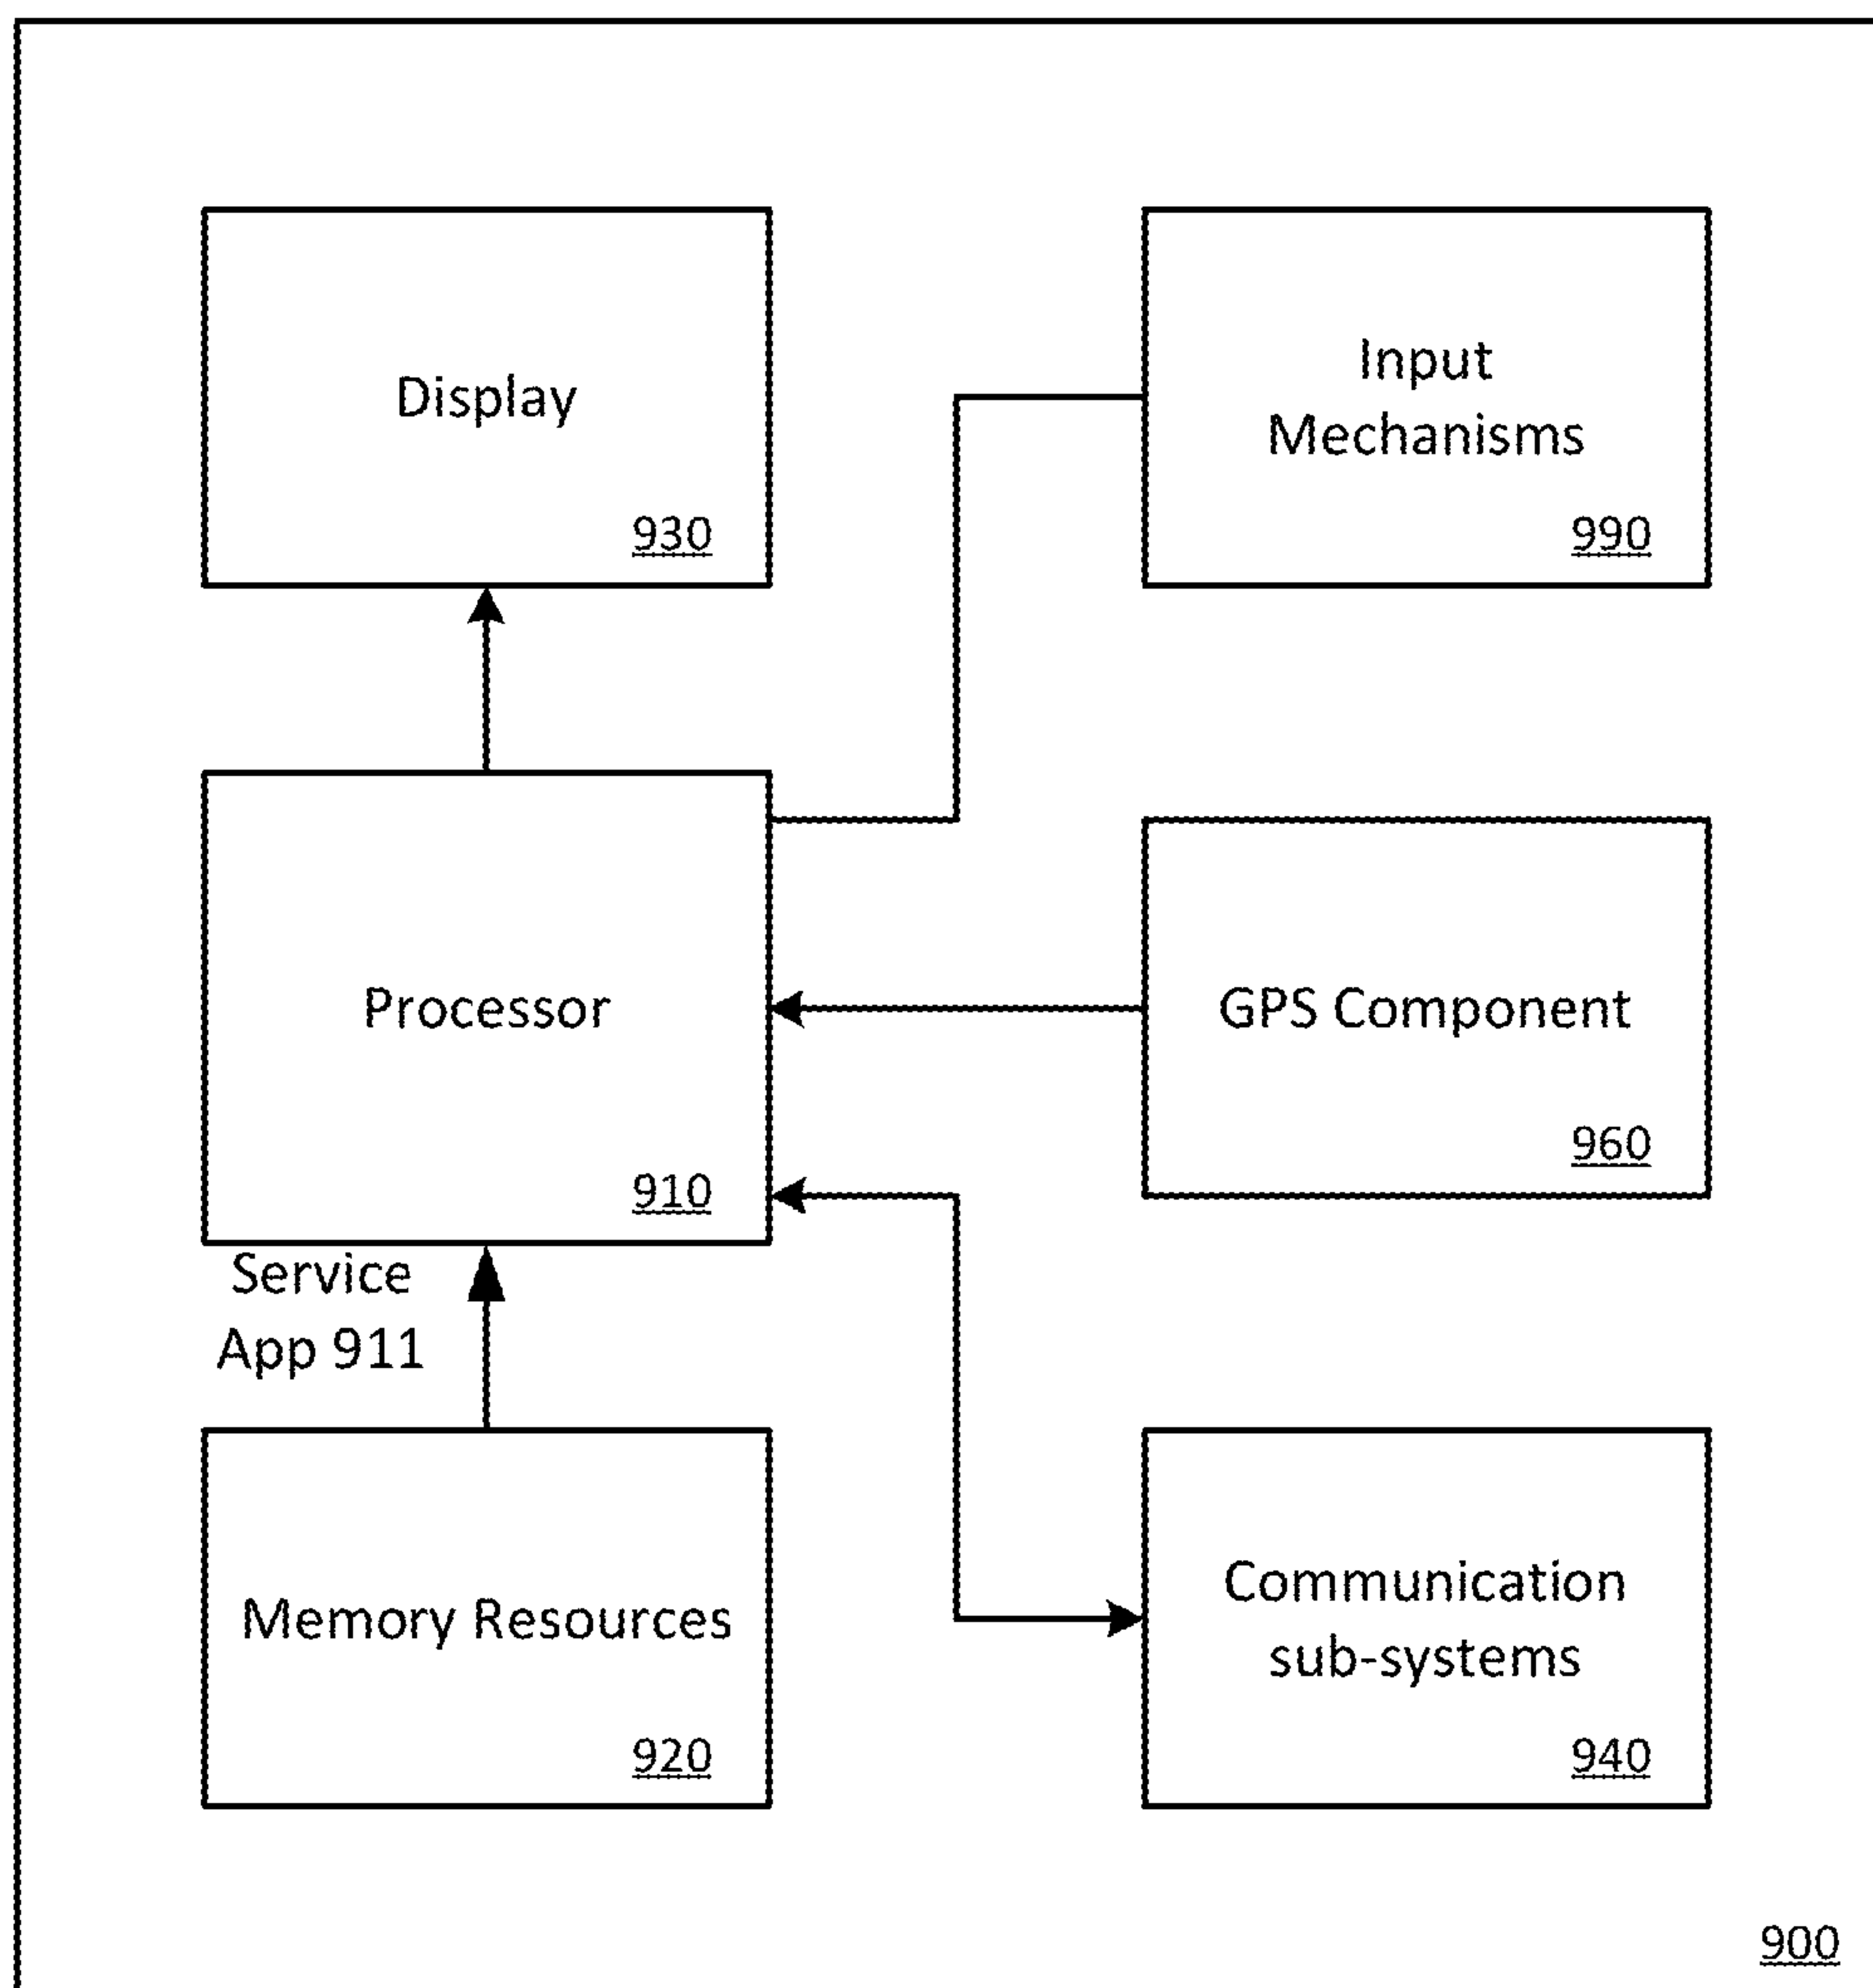 Display
930
Input
Mechanisms
990
Processor
910
GPS Component
960
Service
App 911
Memory Resources
920
Communication
sub-systems
940
900